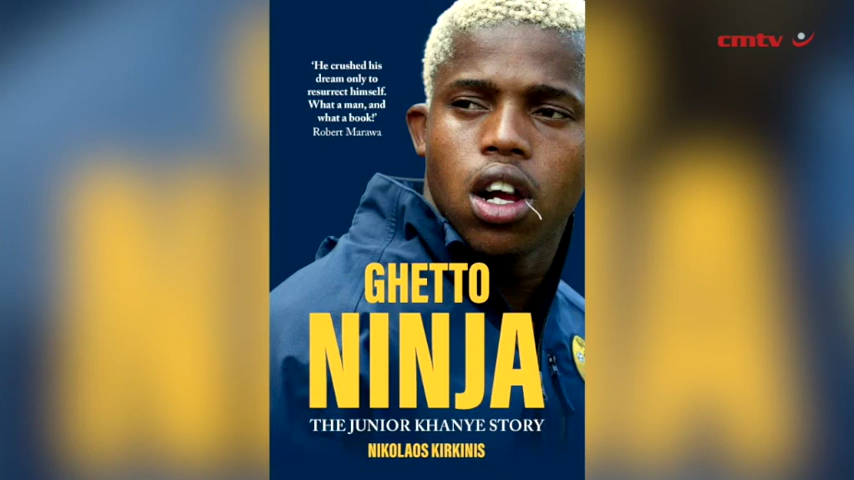 cmtv
‘He crushed his
dream only to
resurrect himself.
What a man, and
what a book!’
Robert Marawa
GHETTO
NINJA
THE JUNIOR KHANYE STORY
NIKOLAOS KIRKINIS